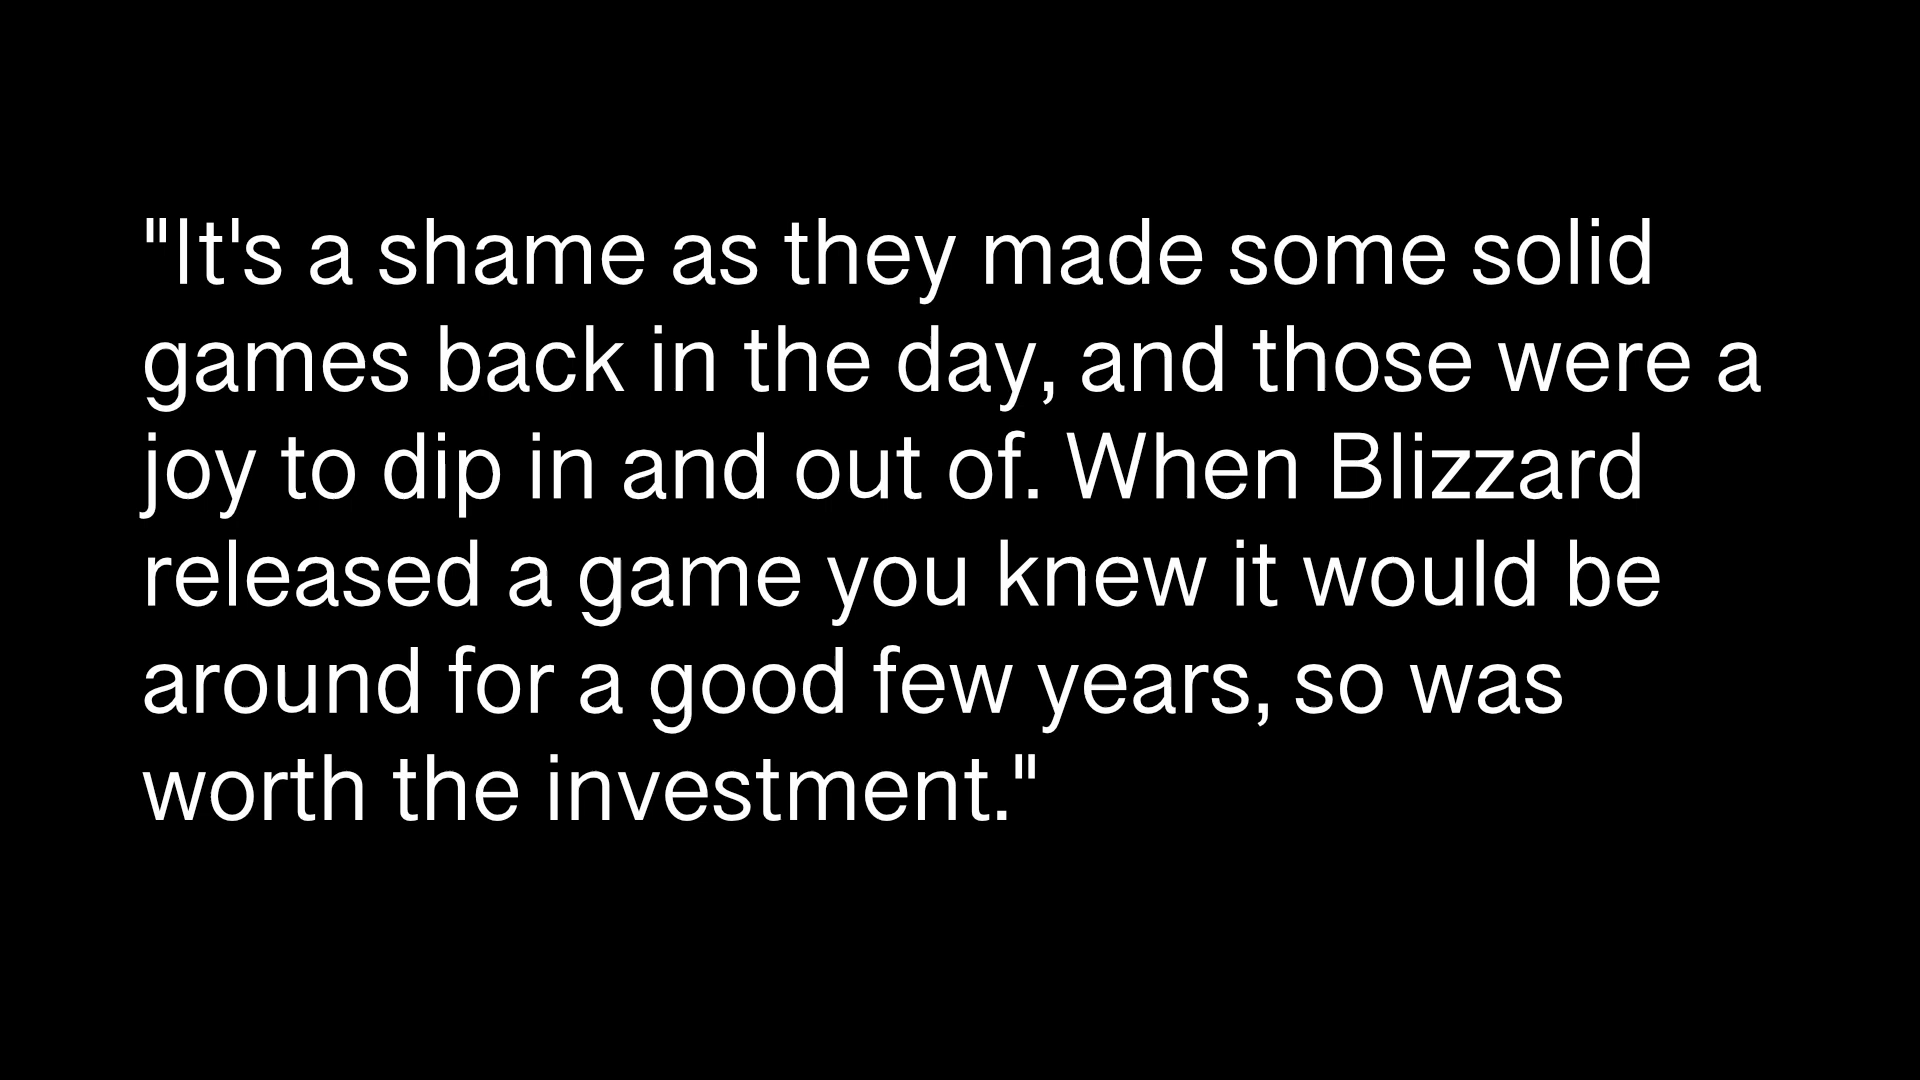 "It's a shame as they made some solid
games back in the day, and those were a
joy to dip in and out of. When Blizzard
released a game you knew it would be
around for a good few years, so was
worth the investment."